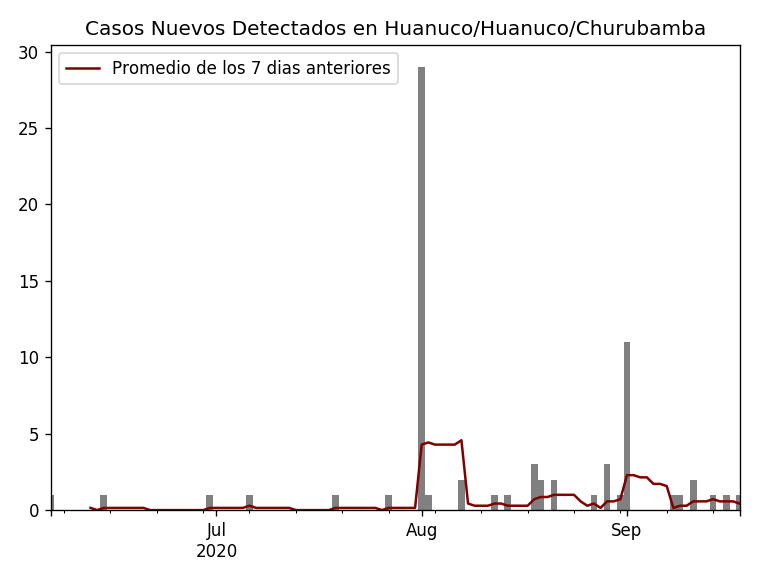 Casos Nuevos Detectados en Huanuco/Huanuco/Churubamba
Promedio de los 7 dias anteriores
30
25
20
15
10
5
0
Jul
2020
Aug
Sep